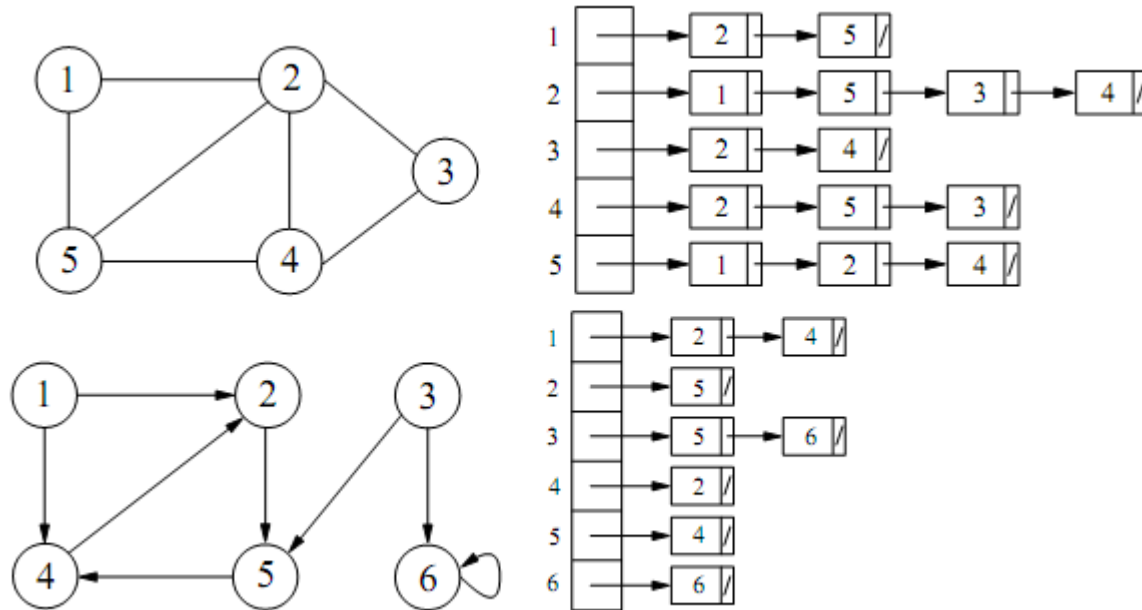 1 2
3
5 4
1 2 5 /
2 1 5 3 4 /
3 2 4 /
4 2 5 3 /
5 1 2 4 /
1 2 3
4 5 6
1 2 4 /
2 5 /
3 5 6 /
4 2 /
5 4 /
6 6 /